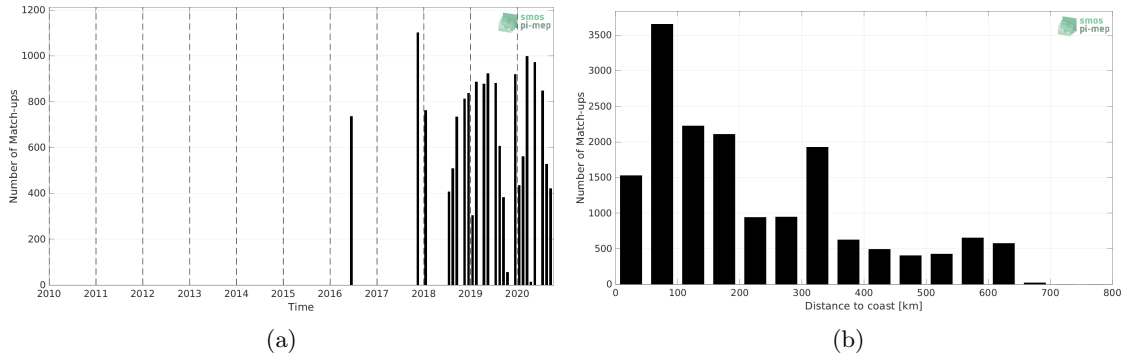 1200
1000
800
600
400
200
0
Number of Match-ups
2010 2011 2012 2013 2014 2015 2016 2017 2018 2019 2020
Time
smos
pi-mep
(a)
3500
3000
2500
2000
1500
1000
500
0
Number of Match-ups
0 100 200 300 400 500 600 700 800
Distance to coast [km]
smos
pi-mep
(b)